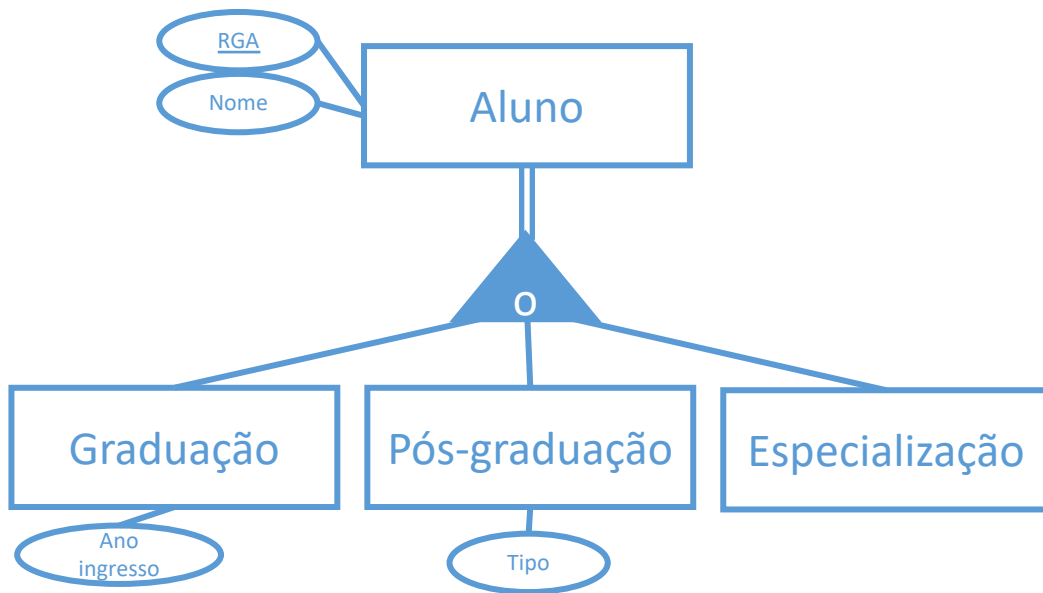 RGA
Nome
Aluno
O
Graduação
Pós-graduação
Especialização
Ano
ingresso
Tipo